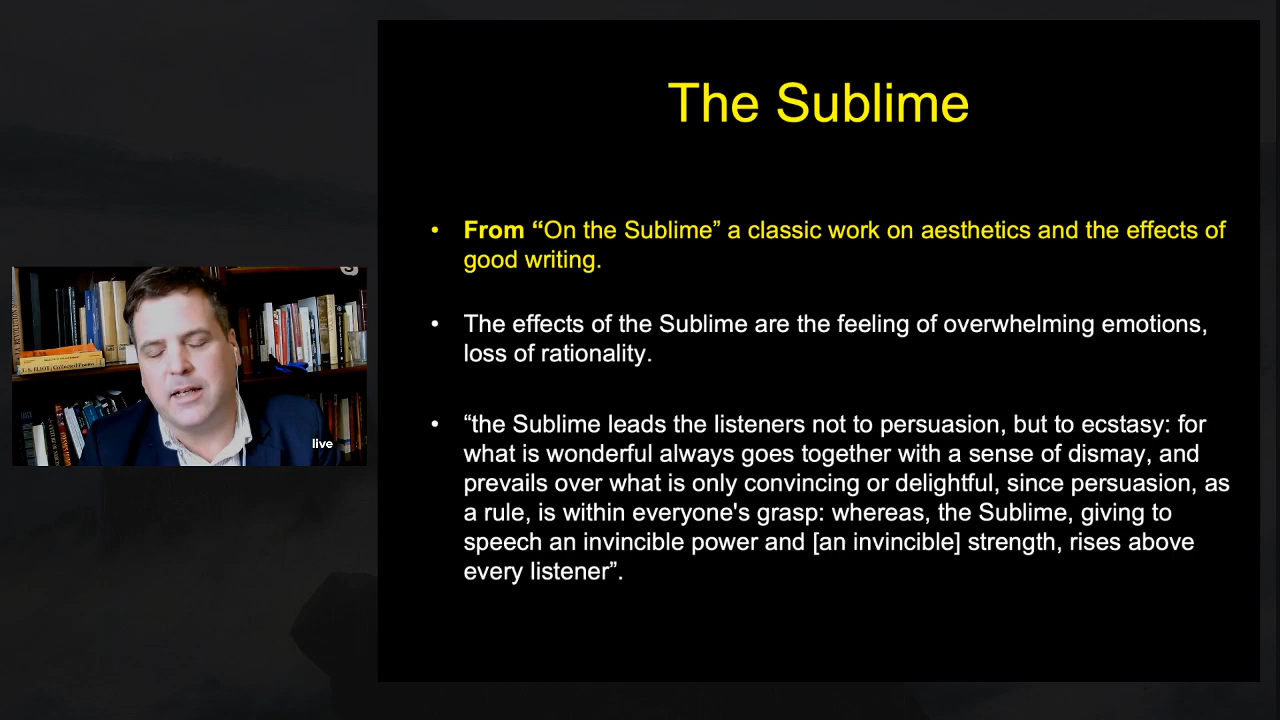 The Sublime
• From “On the Sublime” a classic work on aesthetics and the effects of
good writing.
• The effects of the Sublime are the feeling of overwhelming emotions,
loss of rationality.
• “the Sublime leads the listeners not to persuasion, but to ecstasy: for
what is wonderful always goes together with a sense of dismay, and
prevails over what is only convincing or delightful, since persuasion, as
a rule, is within everyone's grasp: whereas, the Sublime, giving to
speech an invincible power and [an invincible] strength, rises above
every listener”.
T. S. ELIOT
live